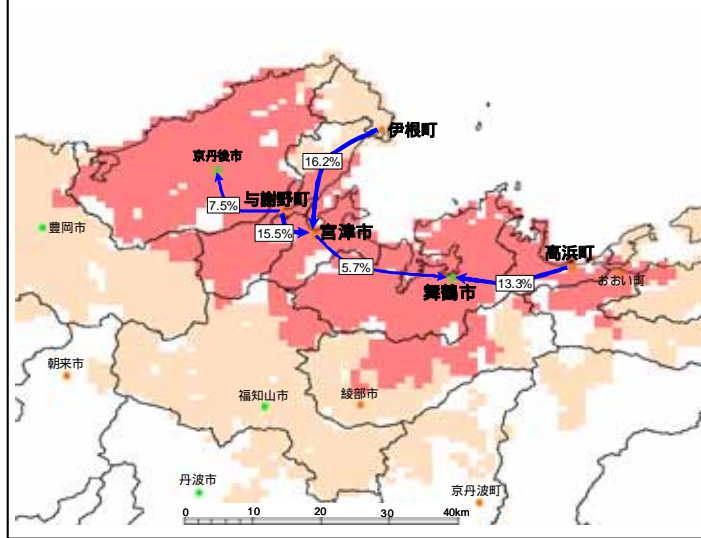 伊根町
京丹後市
16.2%
与謝野町
7.5%
豊岡市
15.5%
宮津市
高浜町
5.7%
おおい町
舞鶴市
13.3%
朝来市
福知山市
綾部市
丹波市
京丹波町
0 10 20 30 40km